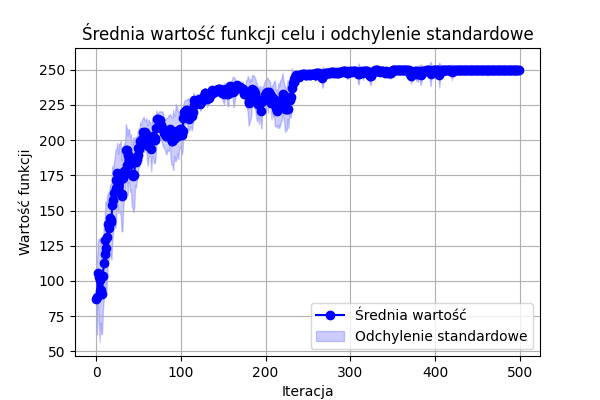 Średnia wartość funkcji celu i odchylenie standardowe
Wartość funkcji
250
225
200
175
150
125
100
75
50
0 100 200 300 400 500
Iteracja
Średnia wartość
Odchylenie standardowe